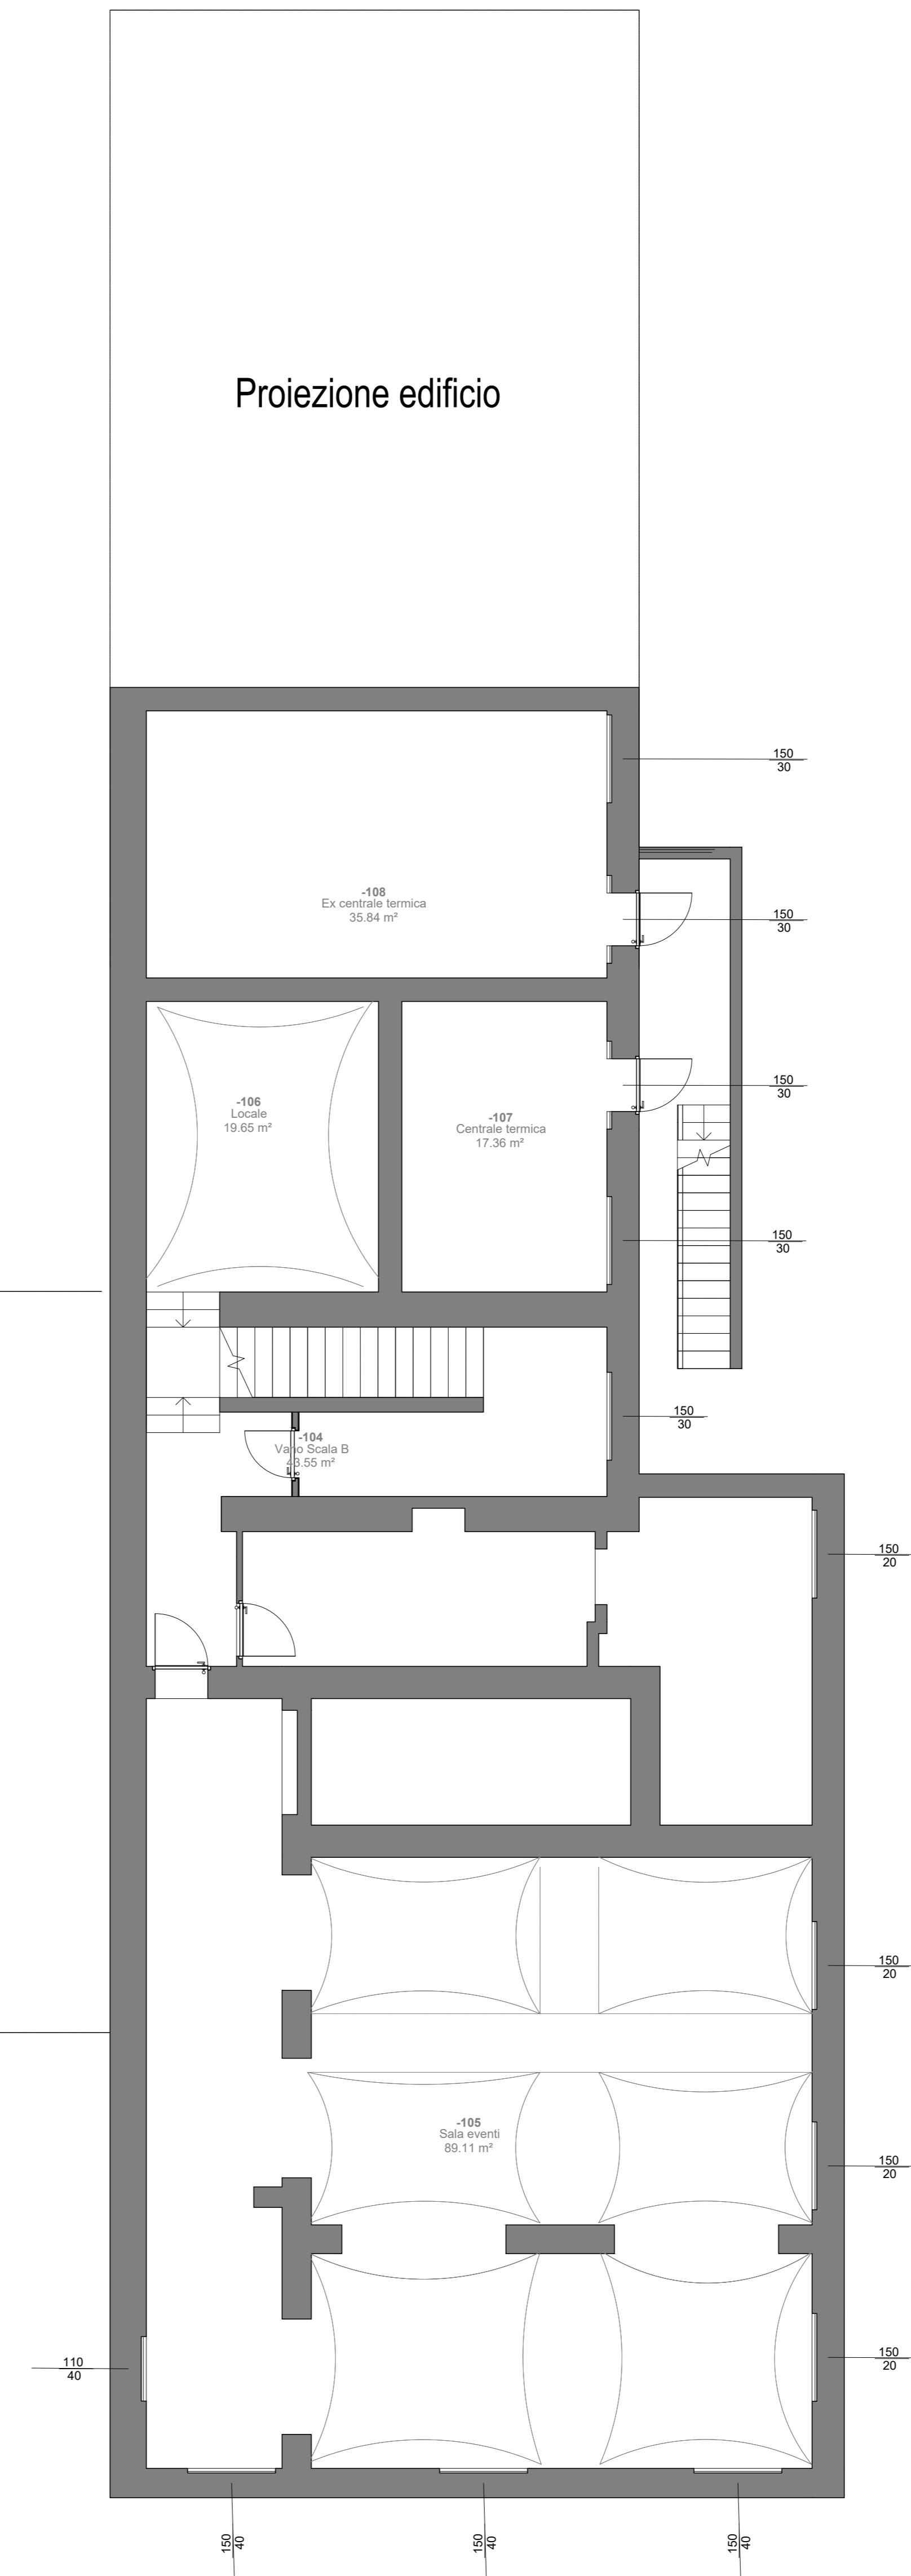 Proiezione edificio
150
30
-108
Ex centrale termica
35.84 m²
150
30
-106
Locale
19.65 m²
-107
Centrale termica
17.36 m²
150
30
150
30
150
30
-104
Vano Scala B
43.55 m²
150
20
150
20
-105
Sala eventi
89.11 m²
150
20
150
20
110
40
150
40
150
40
150
40